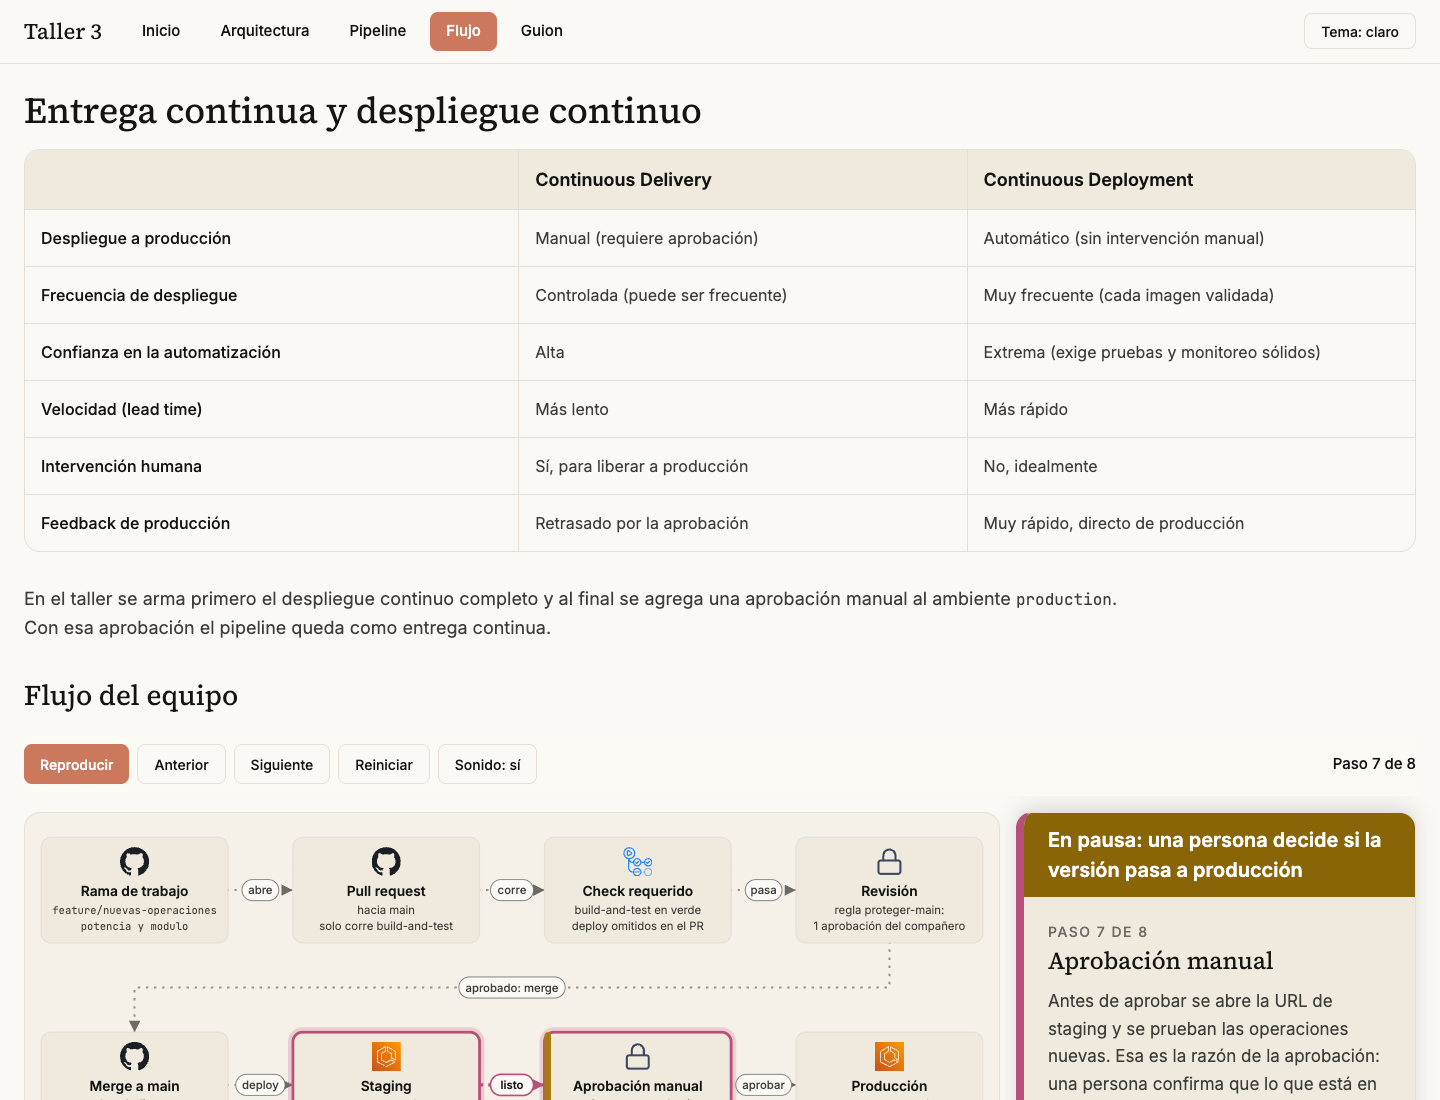 Taller 3
Inicio
Arquitectura
Pipeline
Flujo
Guion
Tema: claro
Entrega continua y despliegue continuo
Continuous Delivery
Continuous Deployment
Despliegue a producción
Manual (requiere aprobación)
Automático (sin intervención manual)
Frecuencia de despliegue
Controlada (puede ser frecuente)
Muy frecuente (cada imagen validada)
Confianza en la automatización
Alta
Extrema (exige pruebas y monitoreo sólidos)
Velocidad (lead time)
Más lento
Más rápido
Intervención humana
Sí, para liberar a producción
No, idealmente
Feedback de producción
Retrasado por la aprobación
Muy rápido, directo de producción
En el taller se arma primero el despliegue continuo completo y al final se agrega una aprobación manual al ambiente production.
Con esa aprobación el pipeline queda como entrega continua.
Flujo del equipo
Reproducir
Anterior
Siguiente
Reiniciar
Sonido: sí
Paso 7 de 8
Rama de trabajo
feature/nuevas-operaciones
potencia y modulo
abre
Pull request
hacia main
solo corre build-and-test
corre
Check requerido
build-and-test en verde
deploy omitidos en el PR
pasa
Revisión
regla proteger-main:
1 aprobación del compañero
aprobado: merge
Merge a main
deploy
Staging
listo
Aprobación manual
aprobar
Producción
En pausa: una persona decide si la
versión pasa a producción
PASO 7 DE 8
Aprobación manual
Antes de aprobar se abre la URL de
staging y se prueban las operaciones
nuevas. Esa es la razón de la aprobación:
una persona confirma que lo que está en